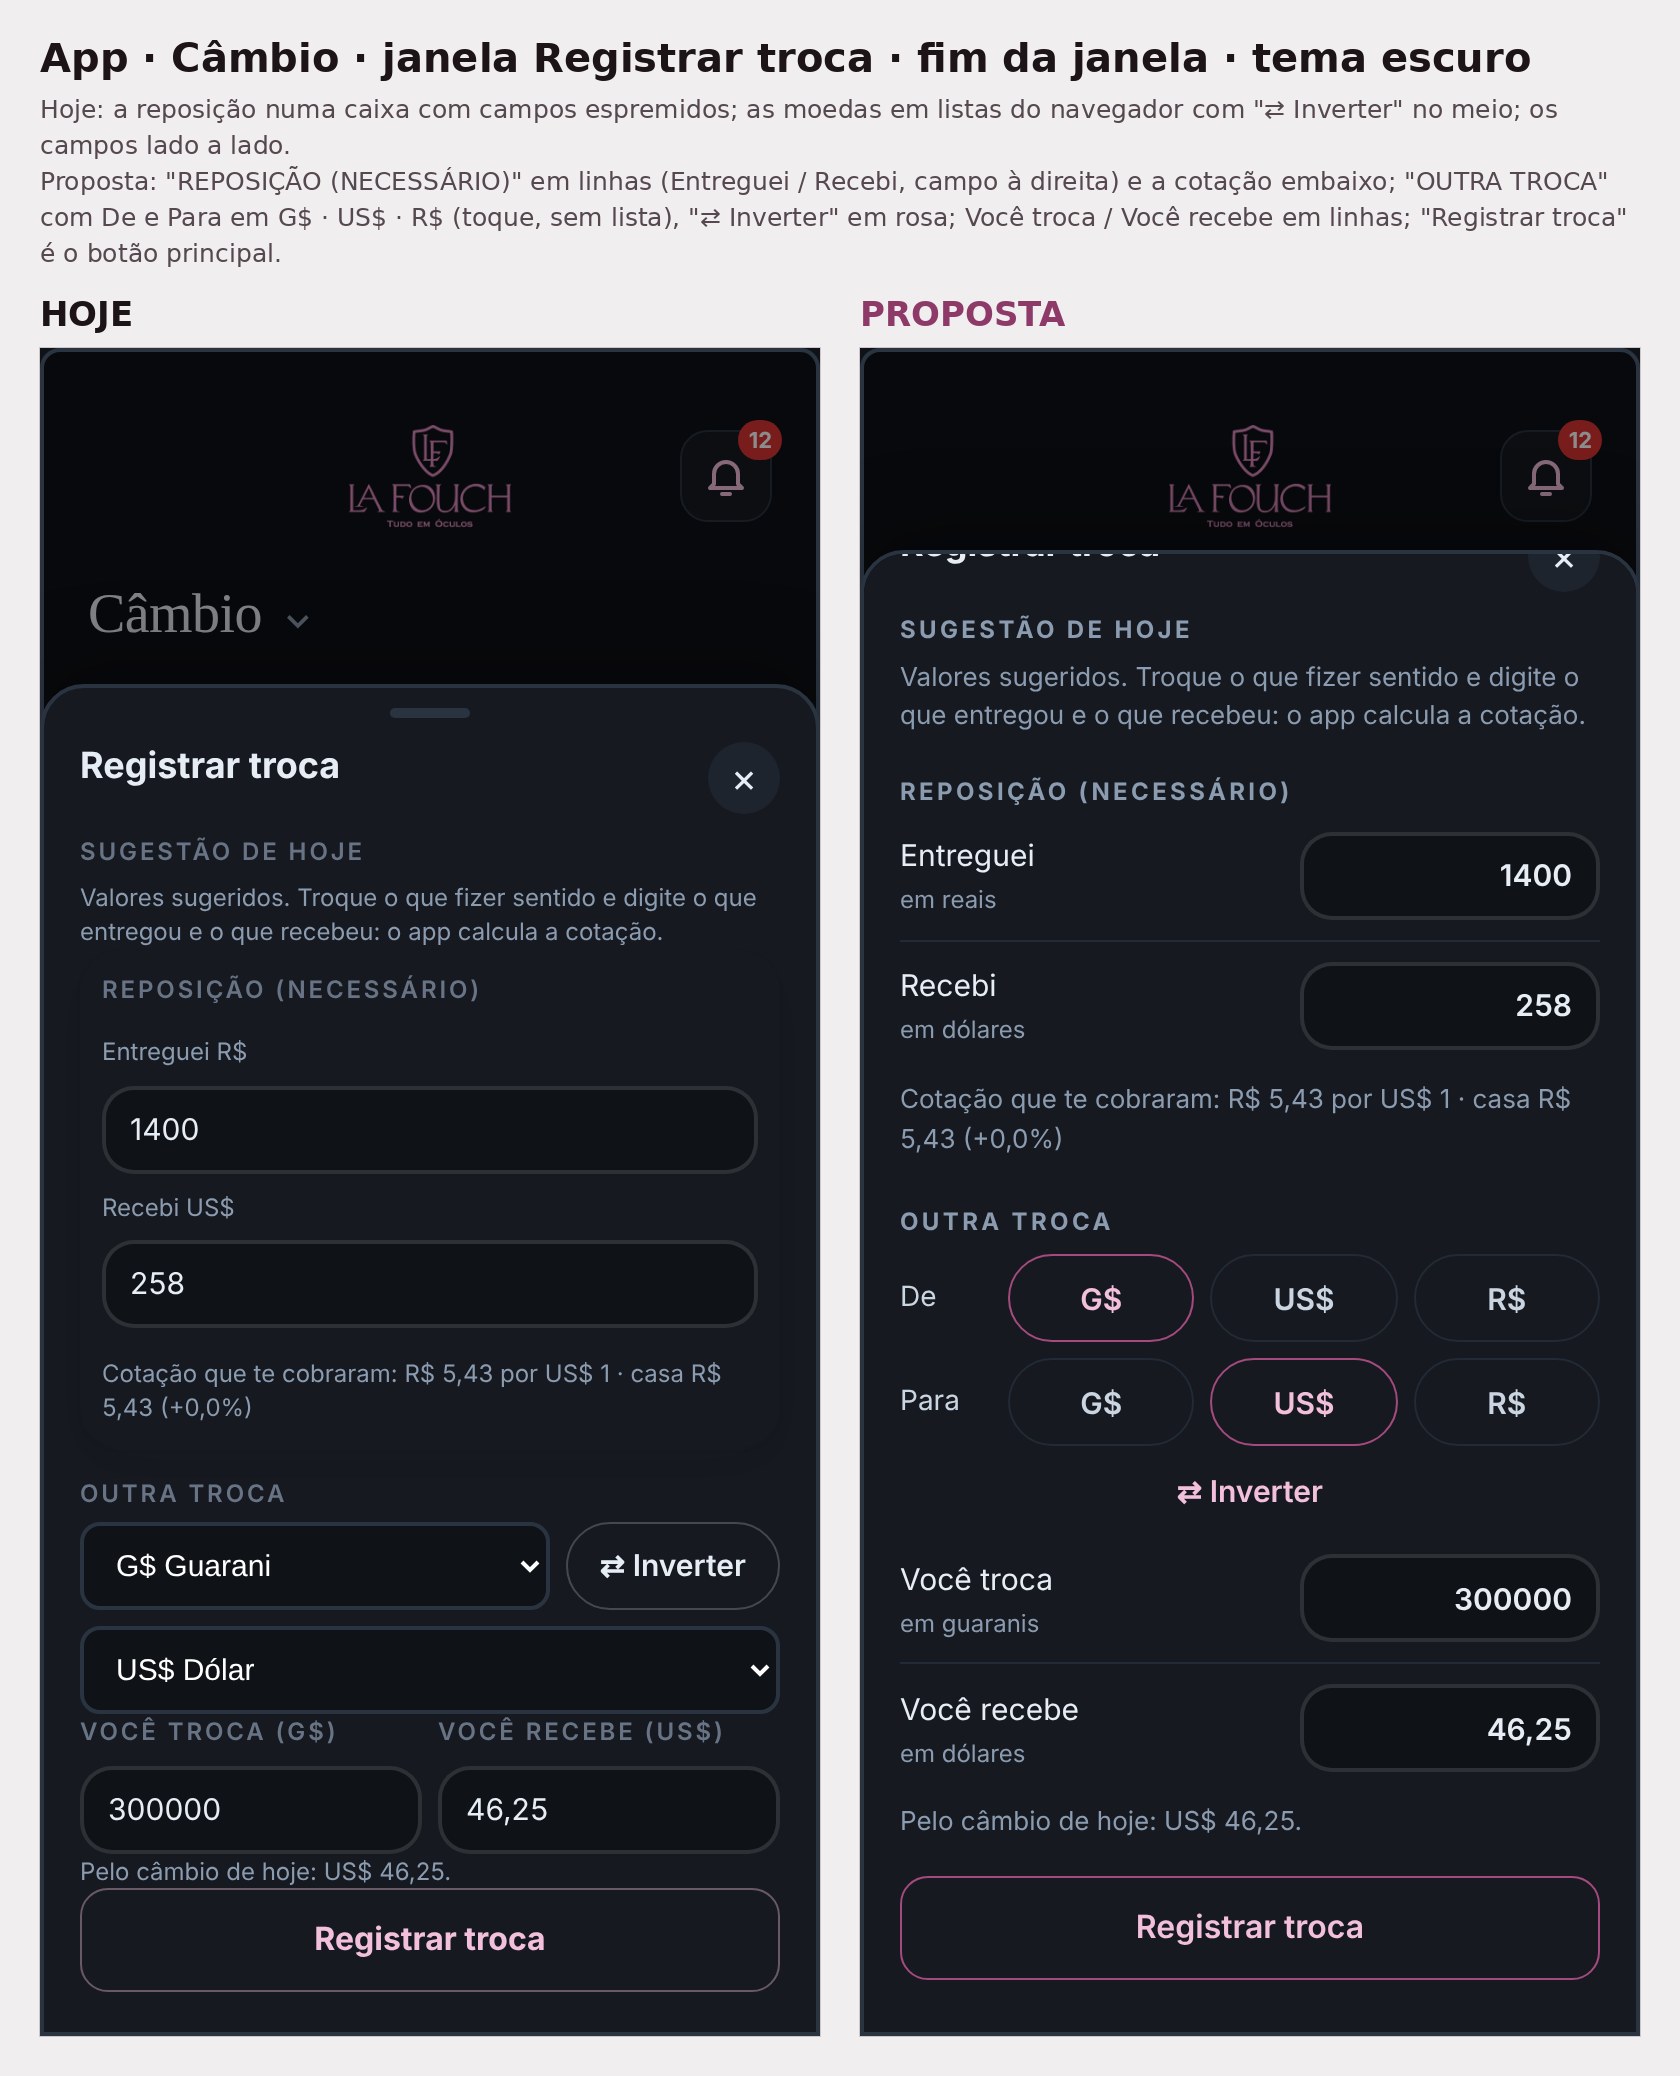 App · Câmbio · janela Registrar troca · fim da janela · tema escuro
Hoje: a reposição numa caixa com campos espremidos; as moedas em listas do navegador com "⇄ Inverter" no meio; os
campos lado a lado.
Proposta: "REPOSIÇÃO (NECESSÁRIO)" em linhas (Entreguei / Recebi, campo à direita) e a cotação embaixo; "OUTRA TROCA"
com De e Para em G$ · US$ · R$ (toque, sem lista), "⇄ Inverter" em rosa; Você troca / Você recebe em linhas; "Registrar troca"
é o botão principal.
HOJE
12
LF
LA FOUCH
TUDO EM ÓCULOS
Câmbio
Registrar troca
×
SUGESTÃO DE HOJE
Valores sugeridos. Troque o que fizer sentido e digite o que
entregou e o que recebeu: o app calcula a cotação.
REPOSIÇÃO (NECESSÁRIO)
Entreguei R$
1400
Recebi US$
258
Cotação que te cobraram: R$ 5,43 por US$ 1 · casa R$
5,43 (+0,0%)
OUTRA TROCA
G$ Guarani
⇄ Inverter
US$ Dólar
VOCÊ TROCA (G$) VOCÊ RECEBE (US$)
300000 46,25
Pelo câmbio de hoje: US$ 46,25.
Registrar troca
PROPOSTA
12
LF
LA FOUCH
TUDO EM ÓCULOS
Registrar troca
×
SUGESTÃO DE HOJE
Valores sugeridos. Troque o que fizer sentido e digite o
que entregou e o que recebeu: o app calcula a cotação.
REPOSIÇÃO (NECESSÁRIO)
Entreguei
em reais
1400
Recebi
em dólares
258
Cotação que te cobraram: R$ 5,43 por US$ 1 · casa R$
5,43 (+0,0%)
OUTRA TROCA
De G$ US$ R$
Para G$ US$ R$
⇄ Inverter
Você troca
em guaranis
300000
Você recebe
em dólares
46,25
Pelo câmbio de hoje: US$ 46,25.
Registrar troca